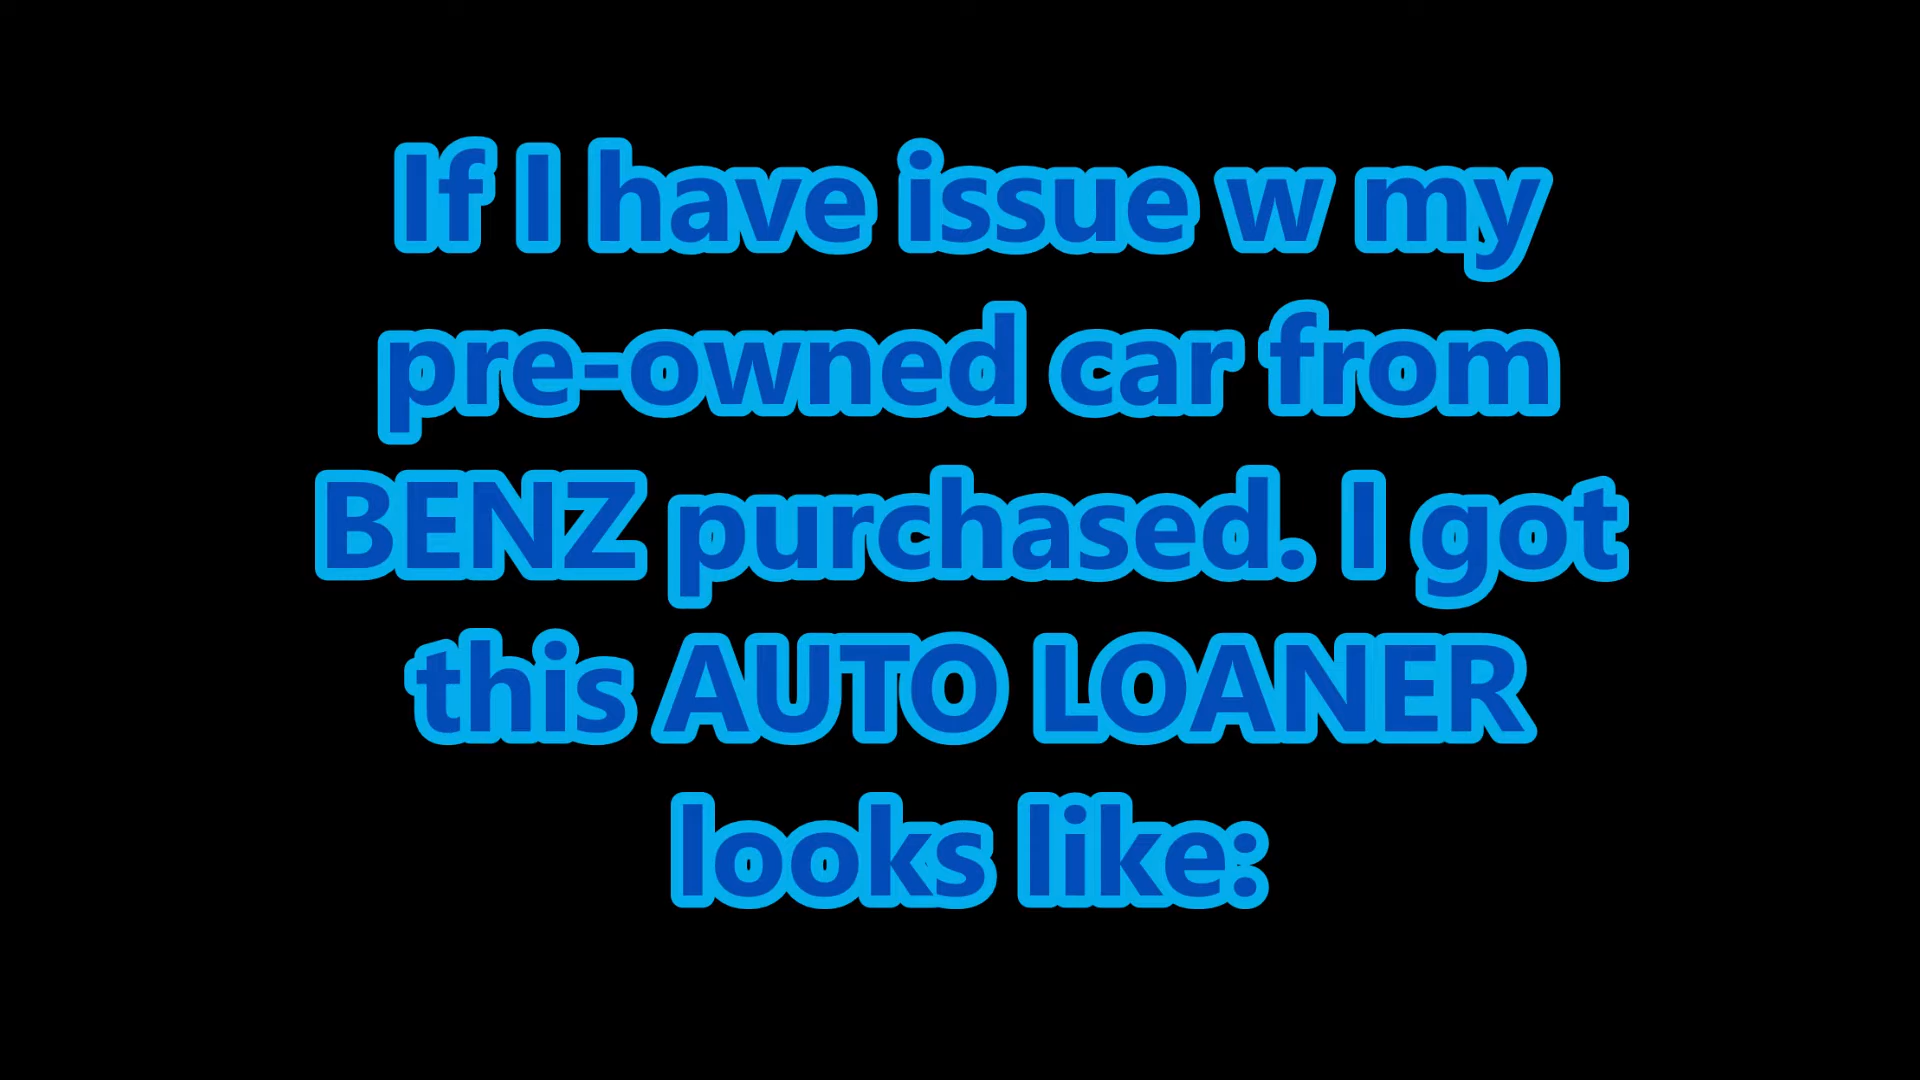 If I have issue w my
pre-owned car from
BENZ purchased. I got
this AUTO LOANER
looks like: